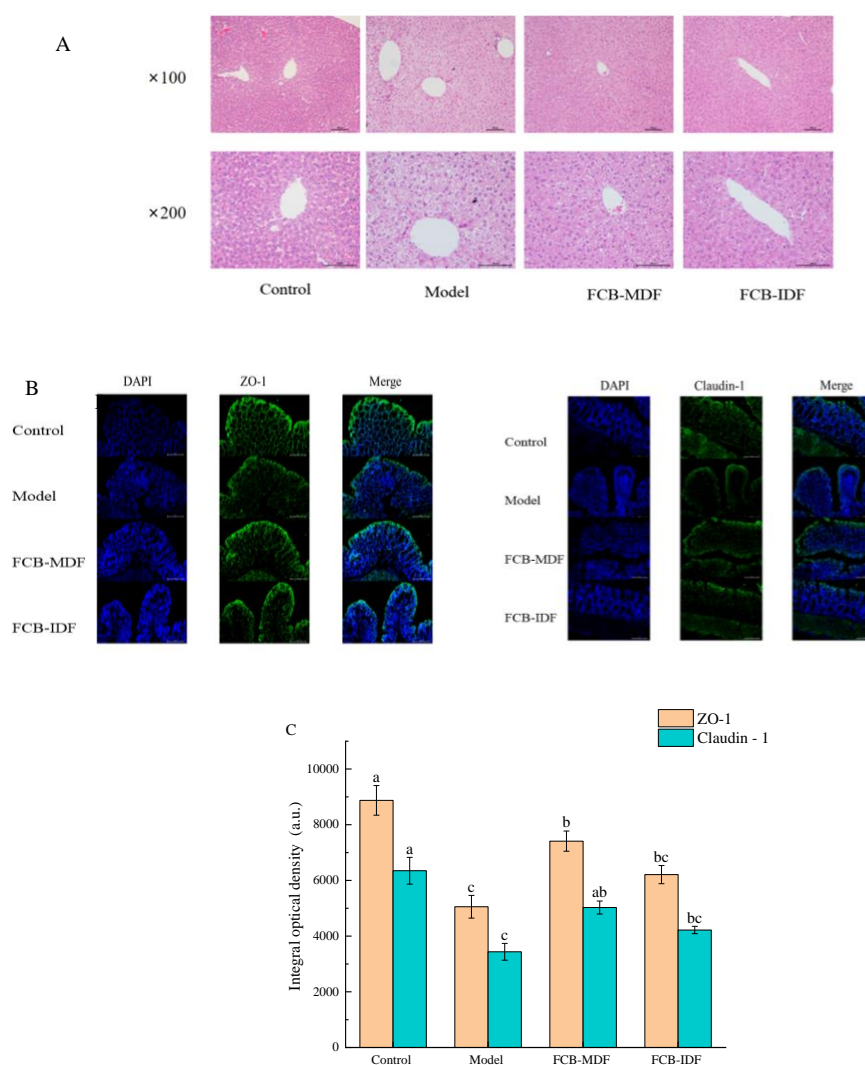 A
×100
×200
Control
Model
FCB-MDF
FCB-IDF
B
DAPI
ZO-1
Merge
Control
Model
FCB-MDF
FCB-IDF
DAPI
Claudin-1
Merge
Control
Model
FCB-MDF
FCB-IDF
C
ZO-1
Claudin - 1
Integral optical density (a.u.)
10000
8000
6000
4000
2000
0
a
a
c
c
b
ab
bc
bc
Control
Model
FCB-MDF
FCB-IDF